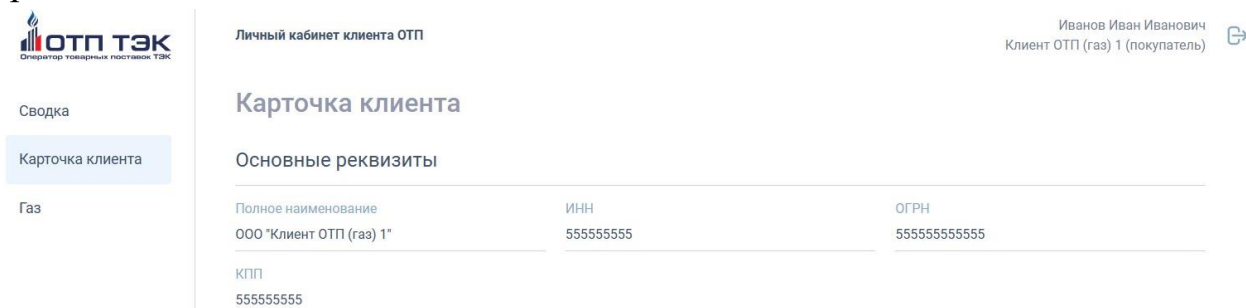 ОТП ТЭК
Оператор товарных поставок ТЭК
Личный кабинет клиента ОТП
Иванов Иван Иванович
Клиент ОТП (газ) 1 (покупатель)
Сводка
Карточка клиента
Газ
Карточка клиента
Основные реквизиты
Полное наименование
ООО "Клиент ОТП (газ) 1"
ИНН
555555555
ОГРН
555555555555
КПП
555555555